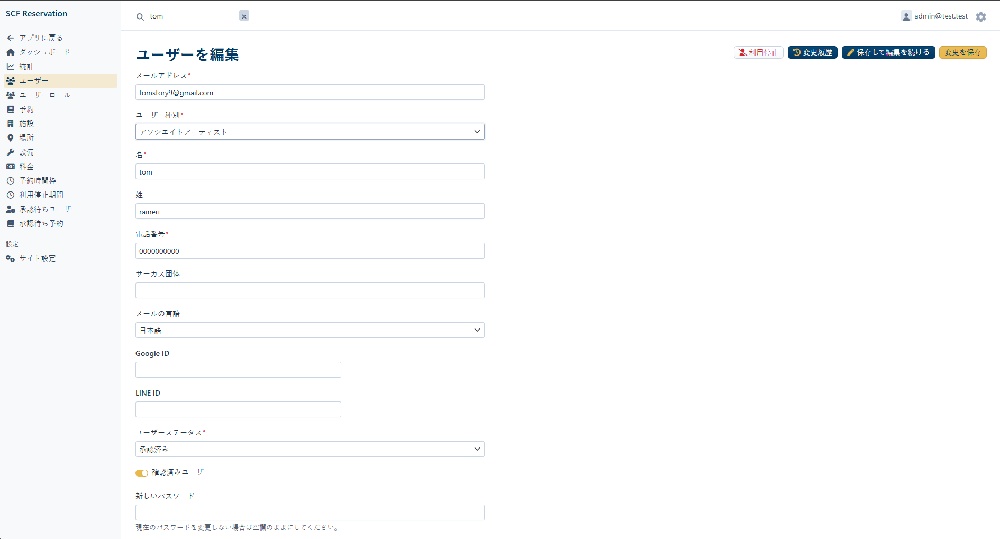 SCF Reservation
アプリに戻る
ダッシュボード
統計
ユーザー
ユーザーロール
予約
施設
場所
設備
料金
予約時間枠
利用停止期間
承認待ちユーザー
承認待ち予約
設定
サイト設定
tom
admin@test.test
ユーザーを編集
利用停止
変更履歴
保存して編集を続ける
変更を保存
メールアドレス*
tomstory9@gmail.com
ユーザー種別*
アソシエイトアーティスト
名*
tom
姓
raineri
電話番号*
0000000000
サーカス団体
メールの言語
日本語
Google ID
LINE ID
ユーザーステータス*
承認済み
確認済みユーザー
新しいパスワード
現在のパスワードを変更しない場合は空欄のままにしてください。